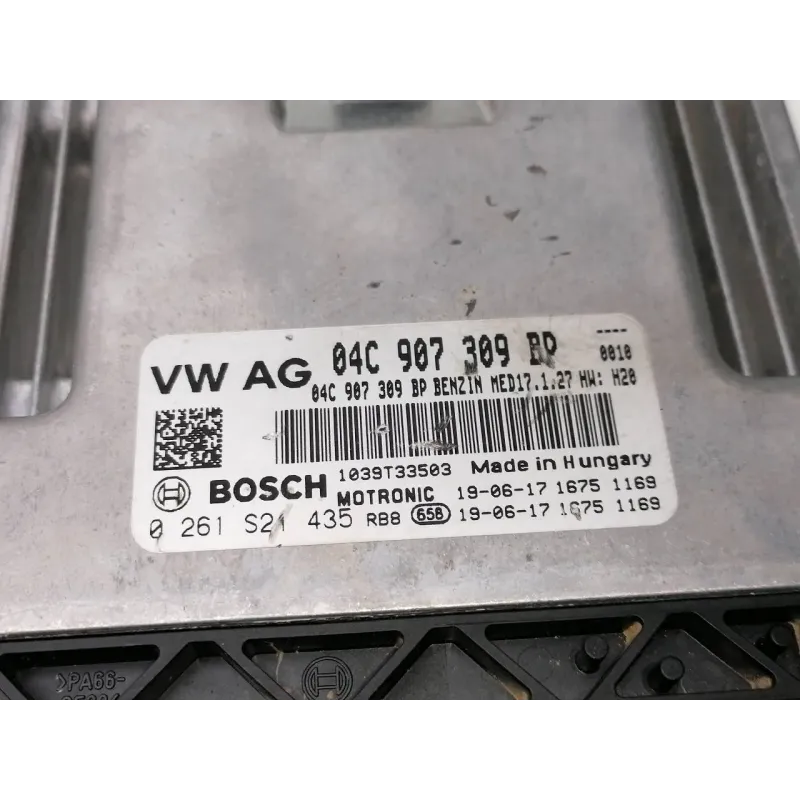 VW AG 04C 907 309 BP ---- 0010
04C 907 309 BP BENZIN MED17.1.27 HW: H20
1039T33503 Made in Hungary
BOSCH MOTRONIC 19-06-17 1675 1169
0 261 S21 435 RB8 658 19-06-17 1675 1169
>PA66-